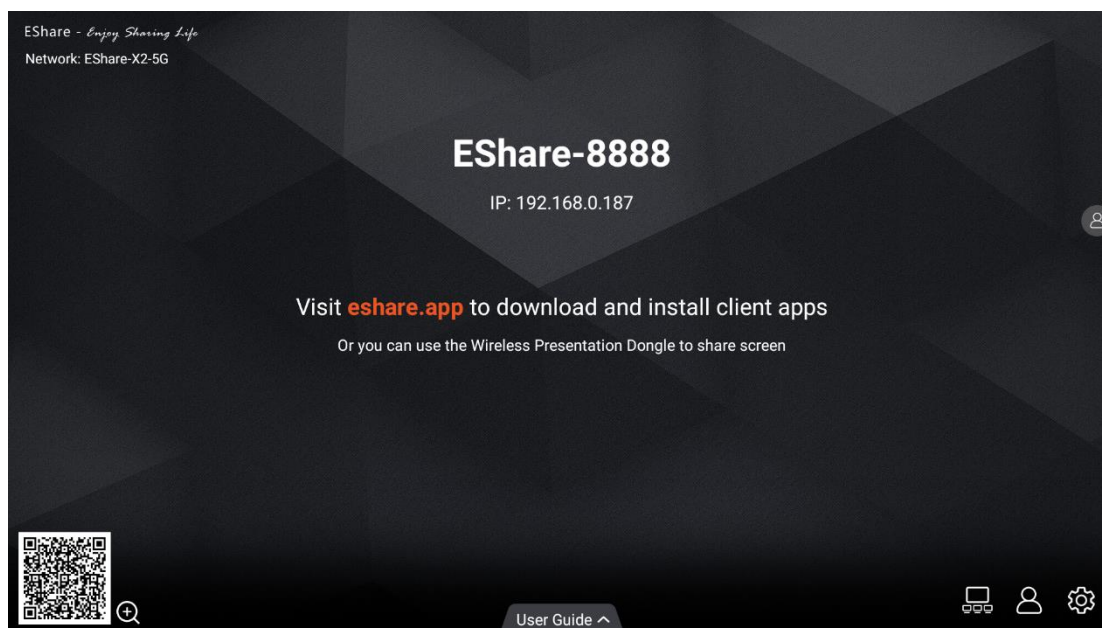 EShare - Enjoy Sharing Life
Network: EShare-X2-5G
EShare-8888
IP: 192.168.0.187
Visit eshare.app to download and install client apps
Or you can use the Wireless Presentation Dongle to share screen
User Guide